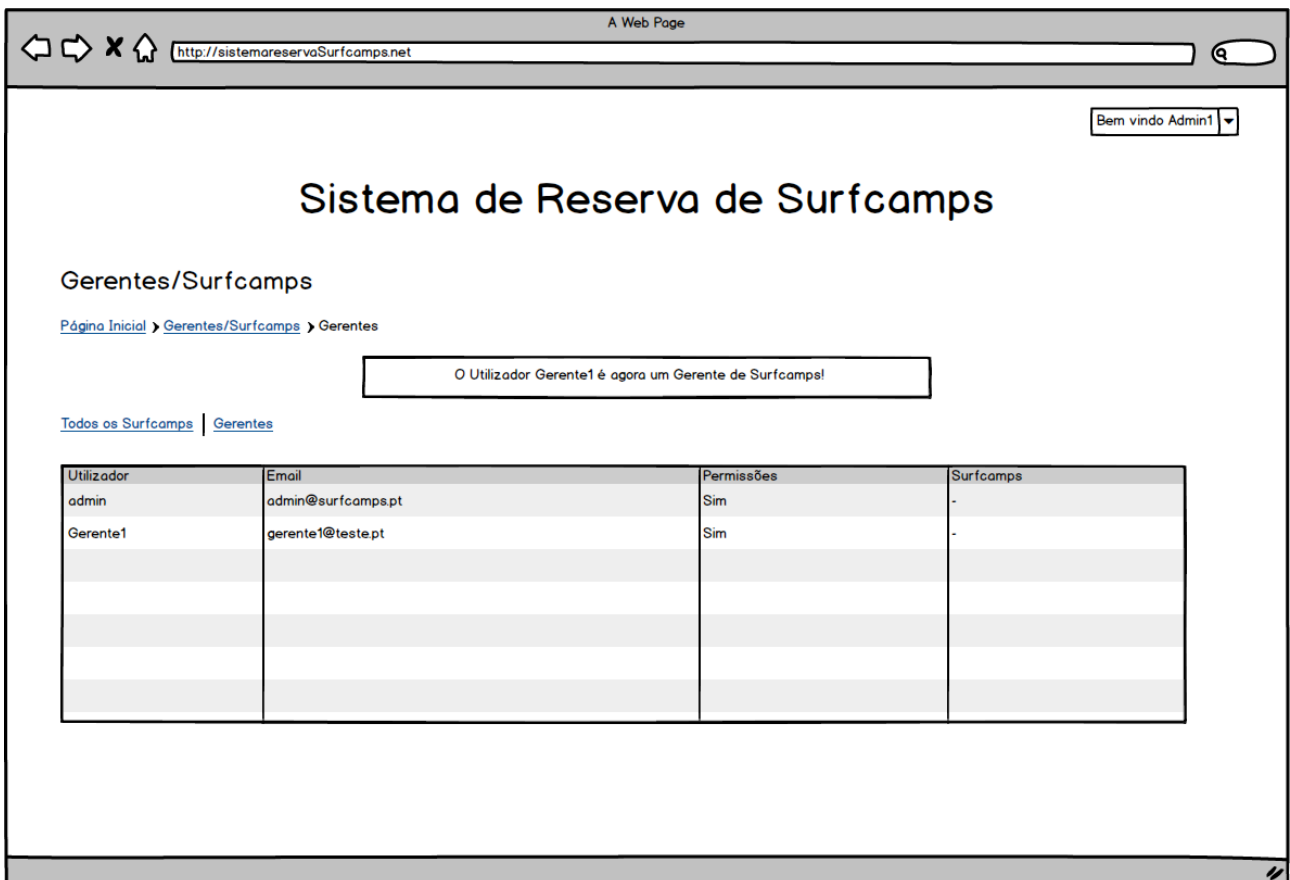 A Web Page
http://sistemareservaSurfcamps.net
Bem vindo Admin1
Sistema de Reserva de Surfcamps
Gerentes/Surfcamps
Página Inicial > Gerentes/Surfcamps > Gerentes
O Utilizador Gerente1 é agora um Gerente de Surfcamps!
Todos os Surfcamps | Gerentes
Utilizador Email Permissões Surfcamps
admin admin@surfcamps.pt Sim -
Gerente1 gerente1@teste.pt Sim -